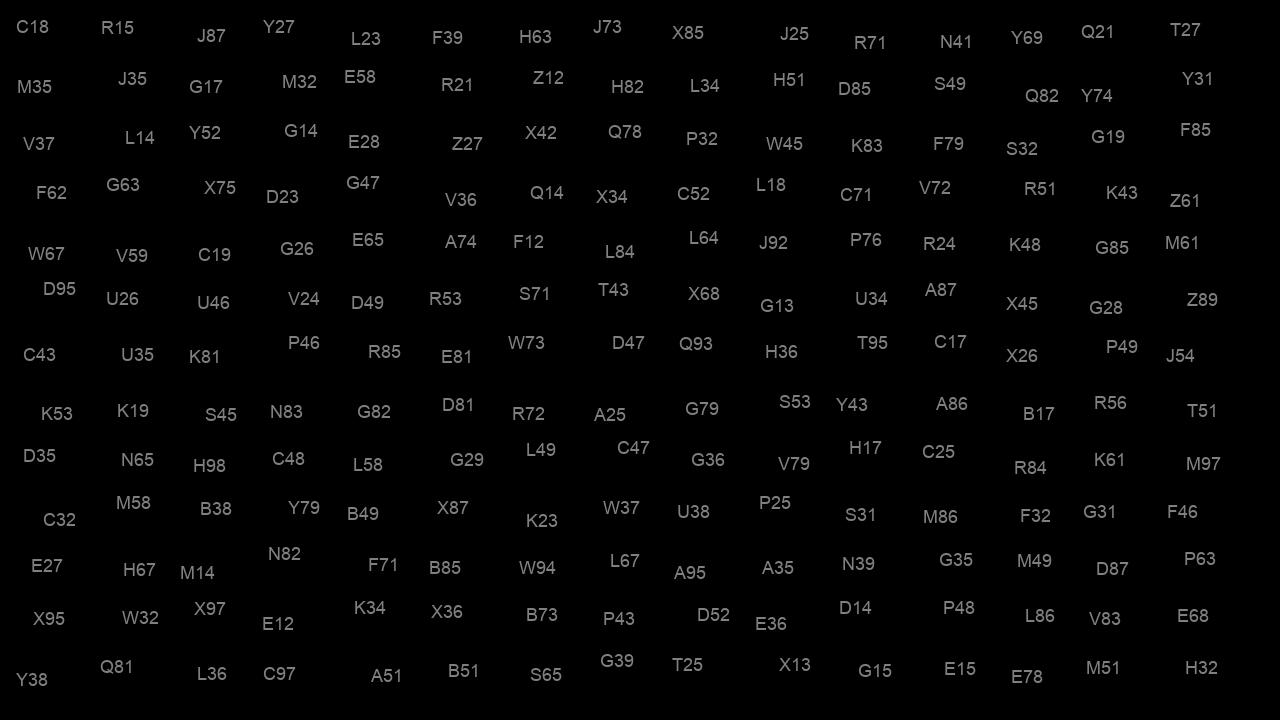 C18 R15 J87 Y27 L23 F39 H63 J73 X85 J25 R71 N41 Y69 Q21 T27
M35 J35 G17 M32 E58 R21 Z12 H82 L34 H51 D85 S49 Q82 Y74 Y31
V37 L14 Y52 G14 E28 Z27 X42 Q78 P32 W45 K83 F79 S32 G19 F85
F62 G63 X75 D23 G47 V36 Q14 X34 C52 L18 C71 V72 R51 K43 Z61
W67 V59 C19 G26 E65 A74 F12 L84 L64 J92 P76 R24 K48 G85 M61
D95 U26 U46 V24 D49 R53 S71 T43 X68 G13 U34 A87 X45 G28 Z89
C43 U35 K81 P46 R85 E81 W73 D47 Q93 H36 T95 C17 X26 P49 J54
K53 K19 S45 N83 G82 D81 R72 A25 G79 S53 Y43 A86 B17 R56 T51
D35 N65 H98 C48 L58 G29 L49 C47 G36 V79 H17 C25 R84 K61 M97
C32 M58 B38 Y79 B49 X87 K23 W37 U38 P25 S31 M86 F32 G31 F46
E27 H67 M14 N82 F71 B85 W94 L67 A95 A35 N39 G35 M49 D87 P63
X95 W32 X97 E12 K34 X36 B73 P43 D52 E36 D14 P48 L86 V83 E68
Y38 Q81 L36 C97 A51 B51 S65 G39 T25 X13 G15 E15 E78 M51 H32